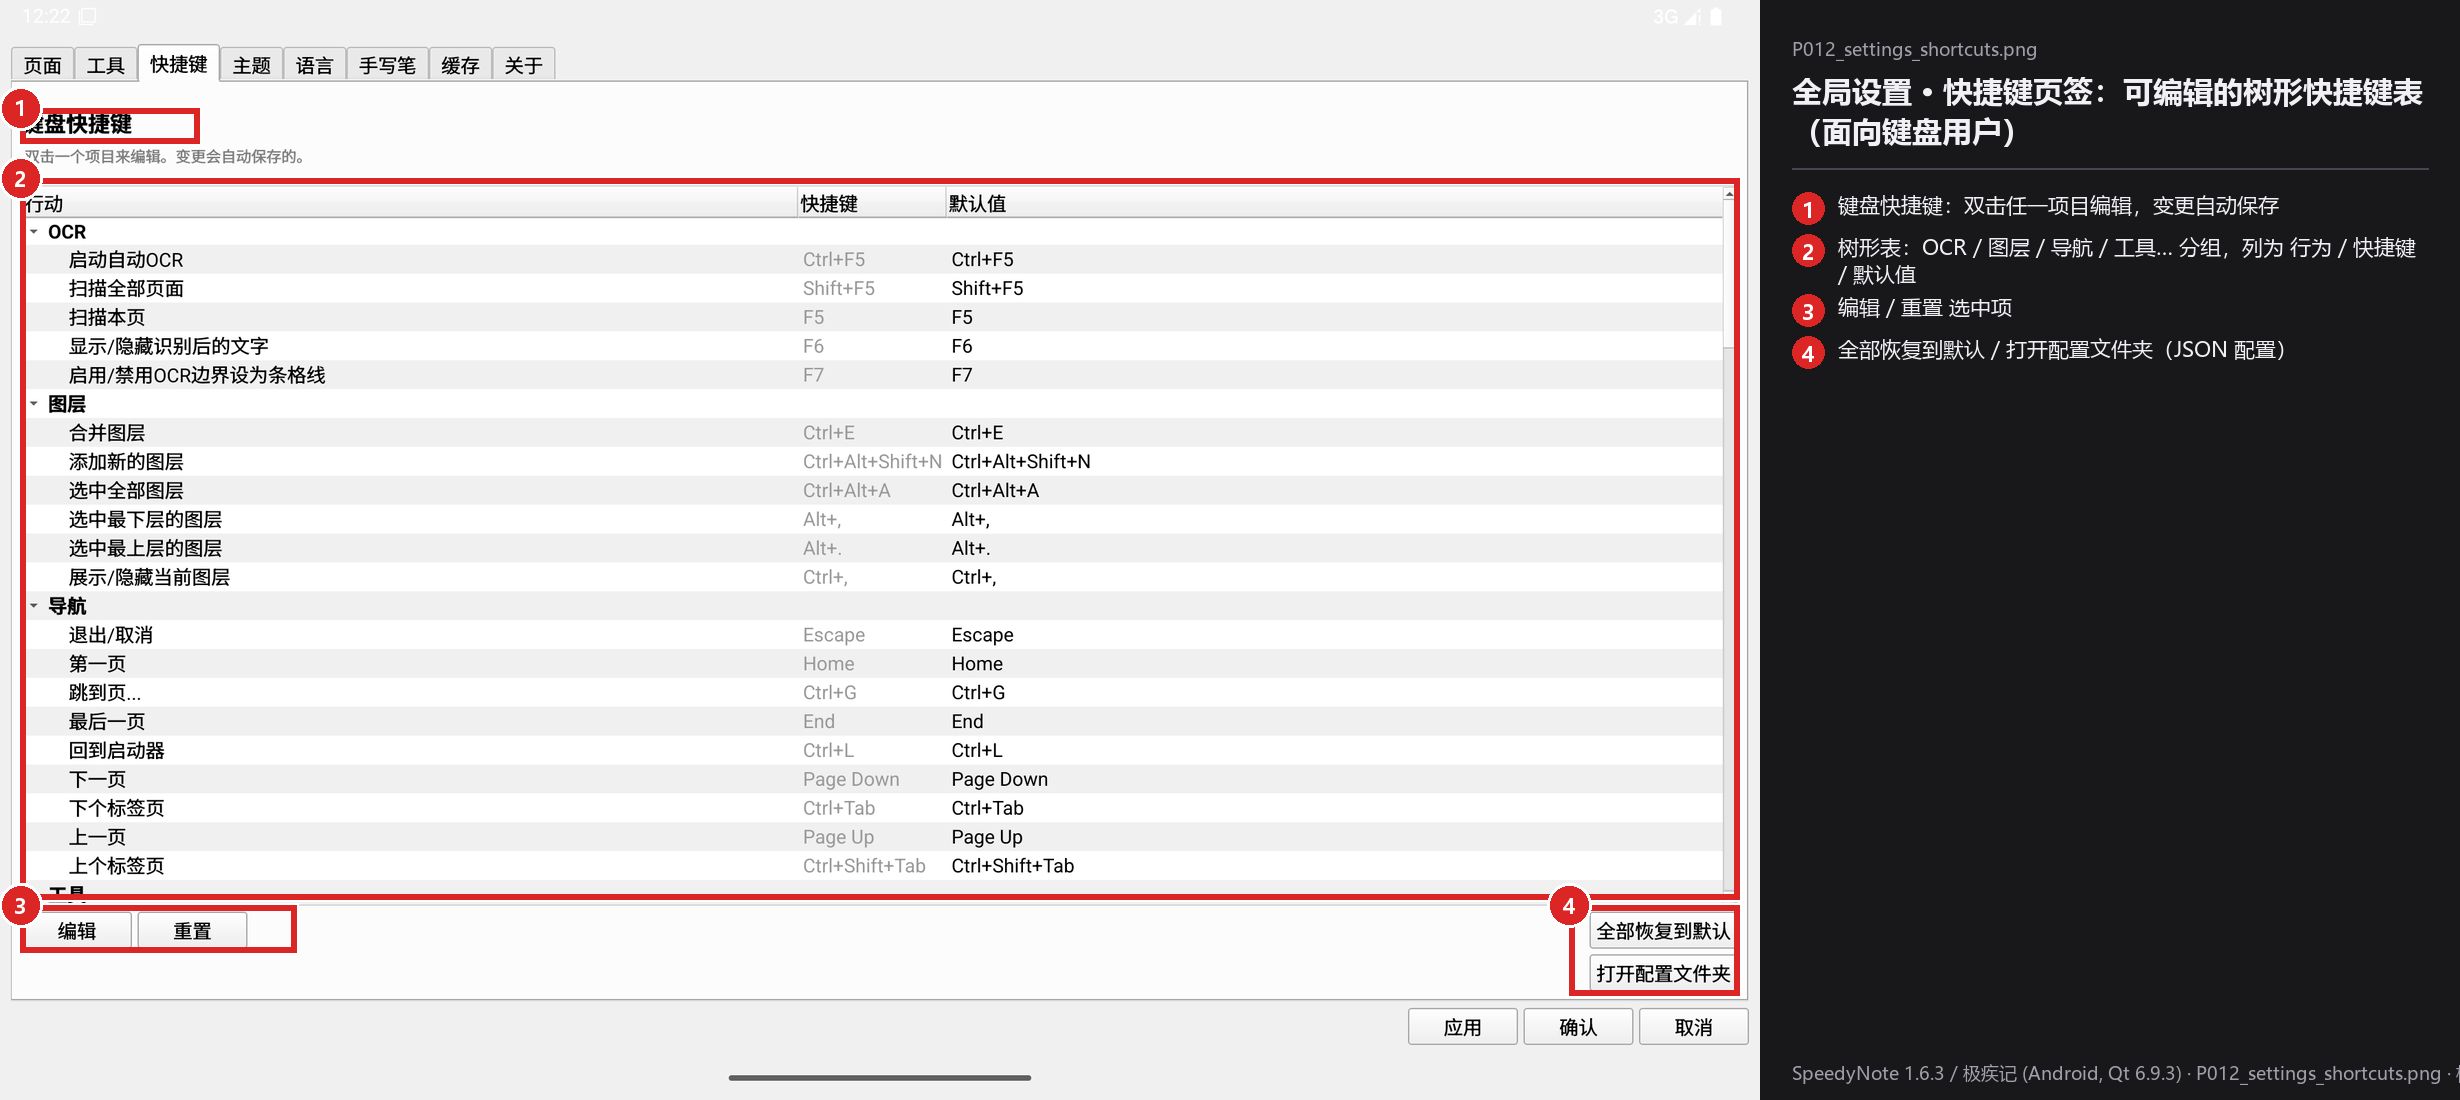 12:22
3G
页面 工具 快捷键 主题 语言 手写笔 缓存 关于
1
键盘快捷键
双击一个项目来编辑。变更会自动保存的。
2
行动 快捷键 默认值
OCR
启动自动OCR Ctrl+F5 Ctrl+F5
扫描全部页面 Shift+F5 Shift+F5
扫描本页 F5 F5
显示/隐藏识别后的文字 F6 F6
启用/禁用OCR边界设为条格线 F7 F7
图层
合并图层 Ctrl+E Ctrl+E
添加新的图层 Ctrl+Alt+Shift+N Ctrl+Alt+Shift+N
选中全部图层 Ctrl+Alt+A Ctrl+Alt+A
选中最下层的图层 Alt+, Alt+,
选中最上层的图层 Alt+. Alt+.
展示/隐藏当前图层 Ctrl+, Ctrl+,
导航
退出/取消 Escape Escape
第一页 Home Home
跳到页... Ctrl+G Ctrl+G
最后一页 End End
回到启动器 Ctrl+L Ctrl+L
下一页 Page Down Page Down
下个标签页 Ctrl+Tab Ctrl+Tab
上一页 Page Up Page Up
上个标签页 Ctrl+Shift+Tab Ctrl+Shift+Tab
工具
3
编辑 重置
4
全部恢复到默认
打开配置文件夹
应用 确认 取消
P012_settings_shortcuts.png
全局设置 • 快捷键页签：可编辑的树形快捷键表
（面向键盘用户）
1 键盘快捷键：双击任一项目编辑，变更自动保存
2 树形表：OCR / 图层 / 导航 / 工具… 分组，列为 行为 / 快捷键
/ 默认值
3 编辑 / 重置 选中项
4 全部恢复到默认 / 打开配置文件夹（JSON 配置）
SpeedyNote 1.6.3 / 极疾记 (Android, Qt 6.9.3) · P012_settings_shortcuts.png ·